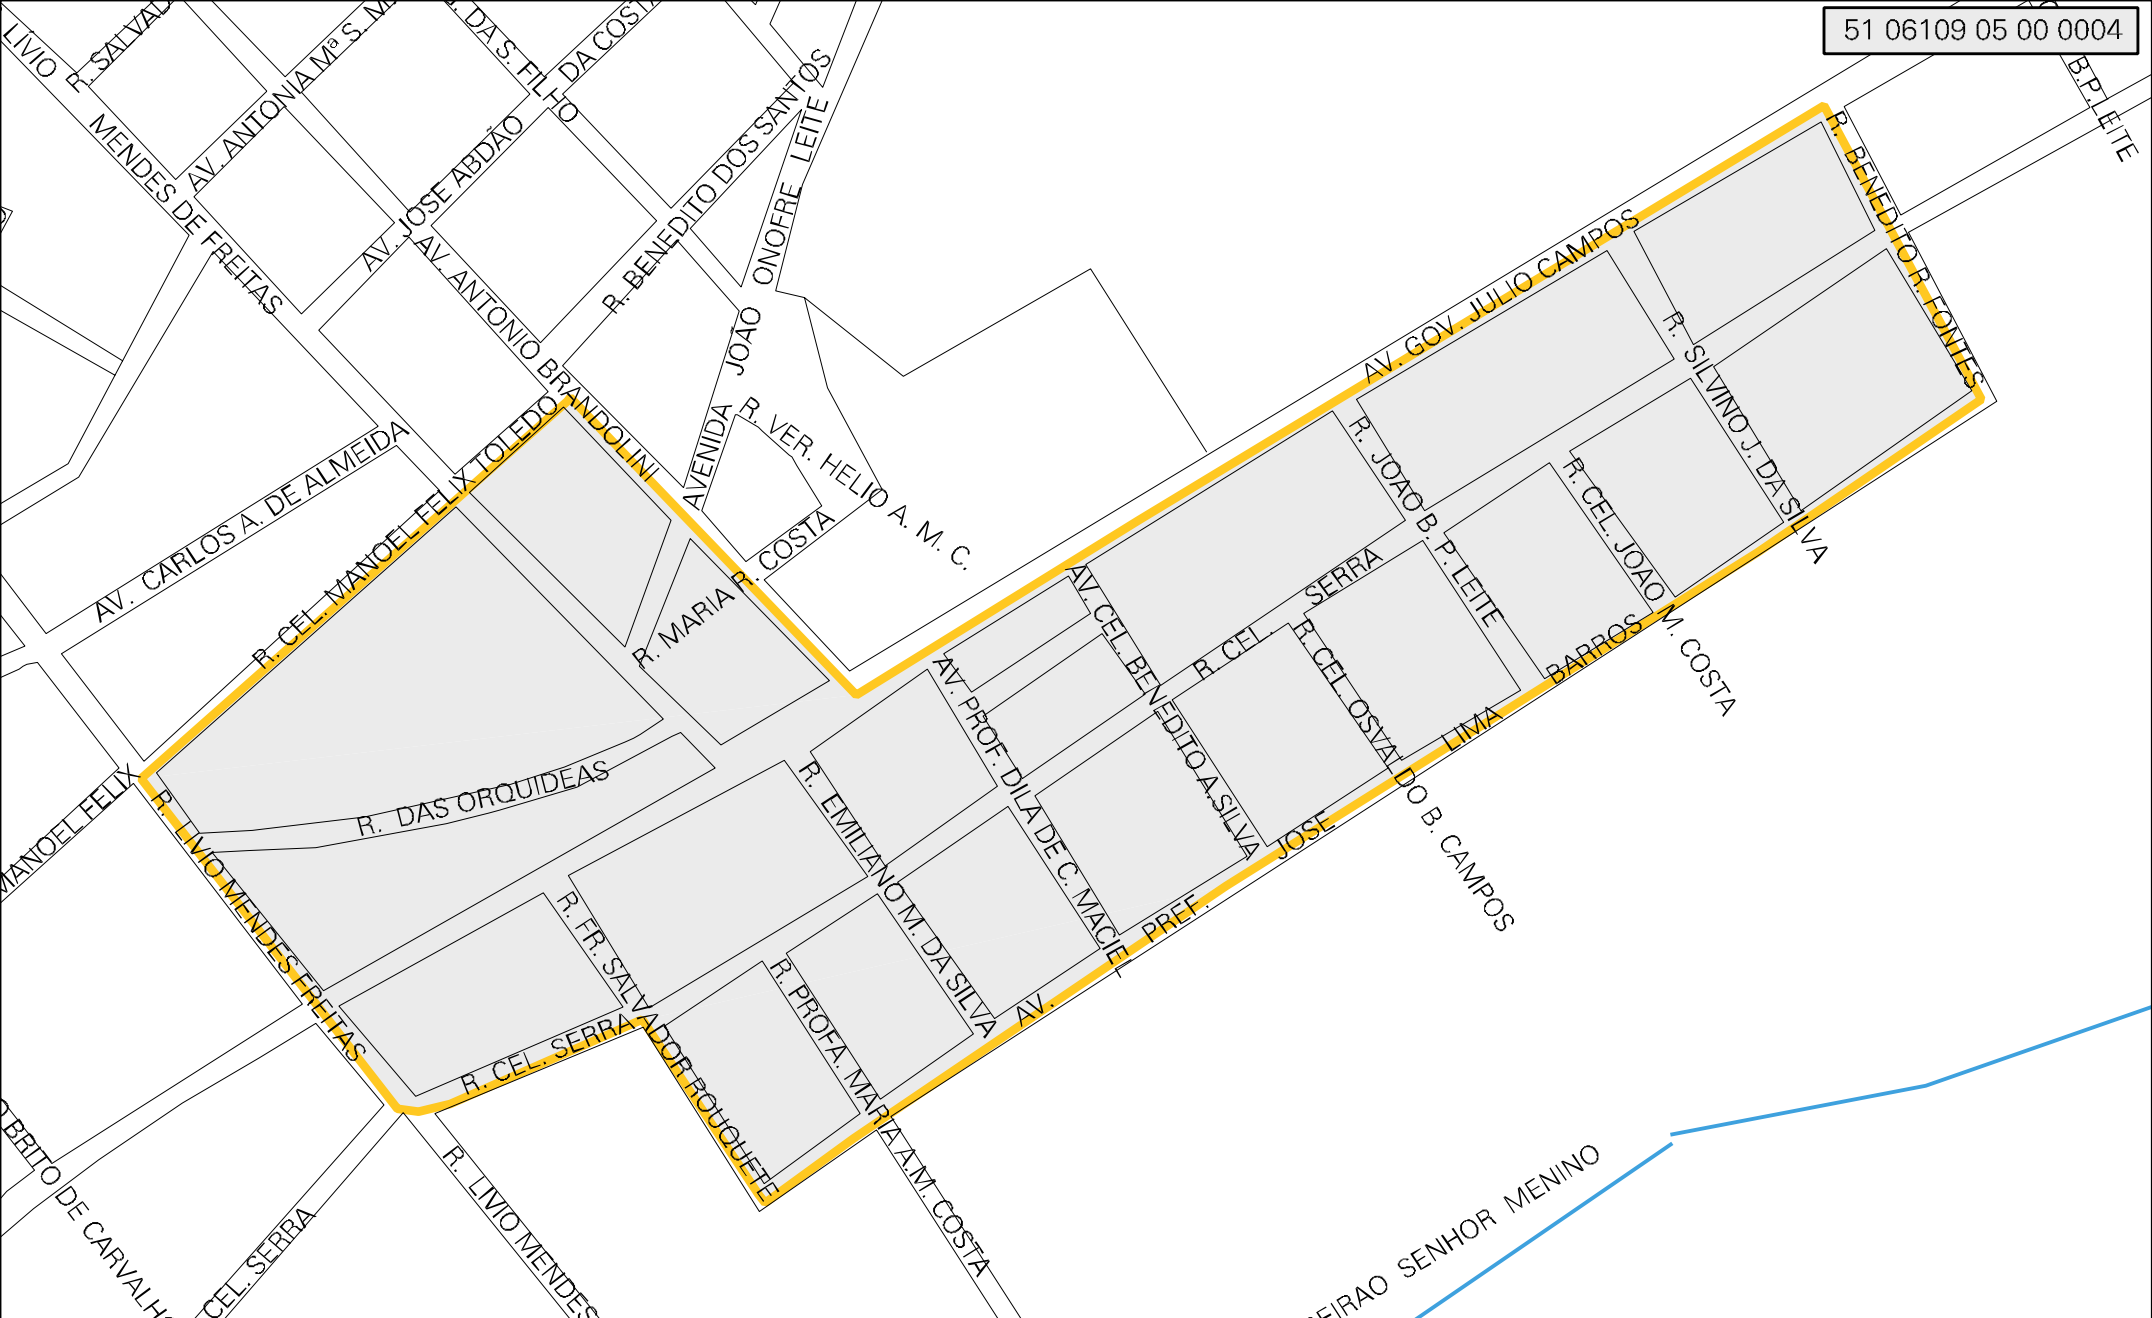 51 06109 05 00 0004
LIVIO
MENDES DE FREITAS
AV. ANTONIA Mª S.
DA S. FILHO
DA COSTA
AV. JOSE ABDÃO
R. BENEDITO DOS SANTOS
AVENIDA JOAO ONOFRE LEITE
B.P.
AV. ANTONIO BRANDOLINI
R. VER. HELIO A. M. C.
AV. CARLOS A. DE ALMEIDA
R. CEL. MANOEL FELIX TOLEDO
R. MARIA R. COSTA
AV. GOV. JULIO CAMPOS
R. BENEDITO R. FONTES
R. SILVINO J. DA SILVA
R. JOAO B. P. LEITE
R. CEL. JOAO M. COSTA
R. CEL. SERRA
AV. CEL. BENEDITO A.SILVA
R. CEL. OSVALDO B. CAMPOS
AV. PROF. DILA DE C. MACIEL
R. EMILIANO M. DA SILVA
R. DAS ORQUIDEAS
MANOEL FELIX
R. LIVIO MENDES FREITAS
R. FR. SALVADOR ROUQUETE
R. PROFA. MARIA A.M. COSTA
R. CEL. SERRA
AV. PREF. JOSE LIMA BARROS
BRITO DE CARVALHO
CEL. SERRA
R. LIVIO MENDES
SENHOR MENINO